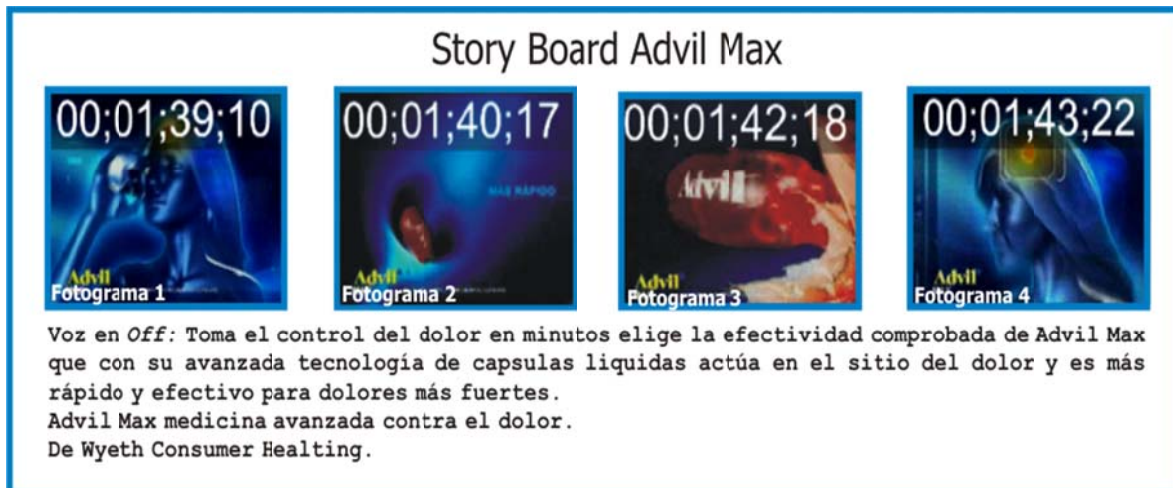 Story Board Advil Max
00;01;39;10
00;01;40;17
00;01;42;18
00;01;43;22
MÁS RÁPIDO
Advil
Advil
Advil
Advil
Advil
Fotograma 1
Fotograma 2
Fotograma 3
Fotograma 4
Voz en Off: Toma el control del dolor en minutos elige la efectividad comprobada de Advil Max
que con su avanzada tecnología de capsulas liquidas actúa en el sitio del dolor y es más
rápido y efectivo para dolores más fuertes.
Advil Max medicina avanzada contra el dolor.
De Wyeth Consumer Healting.